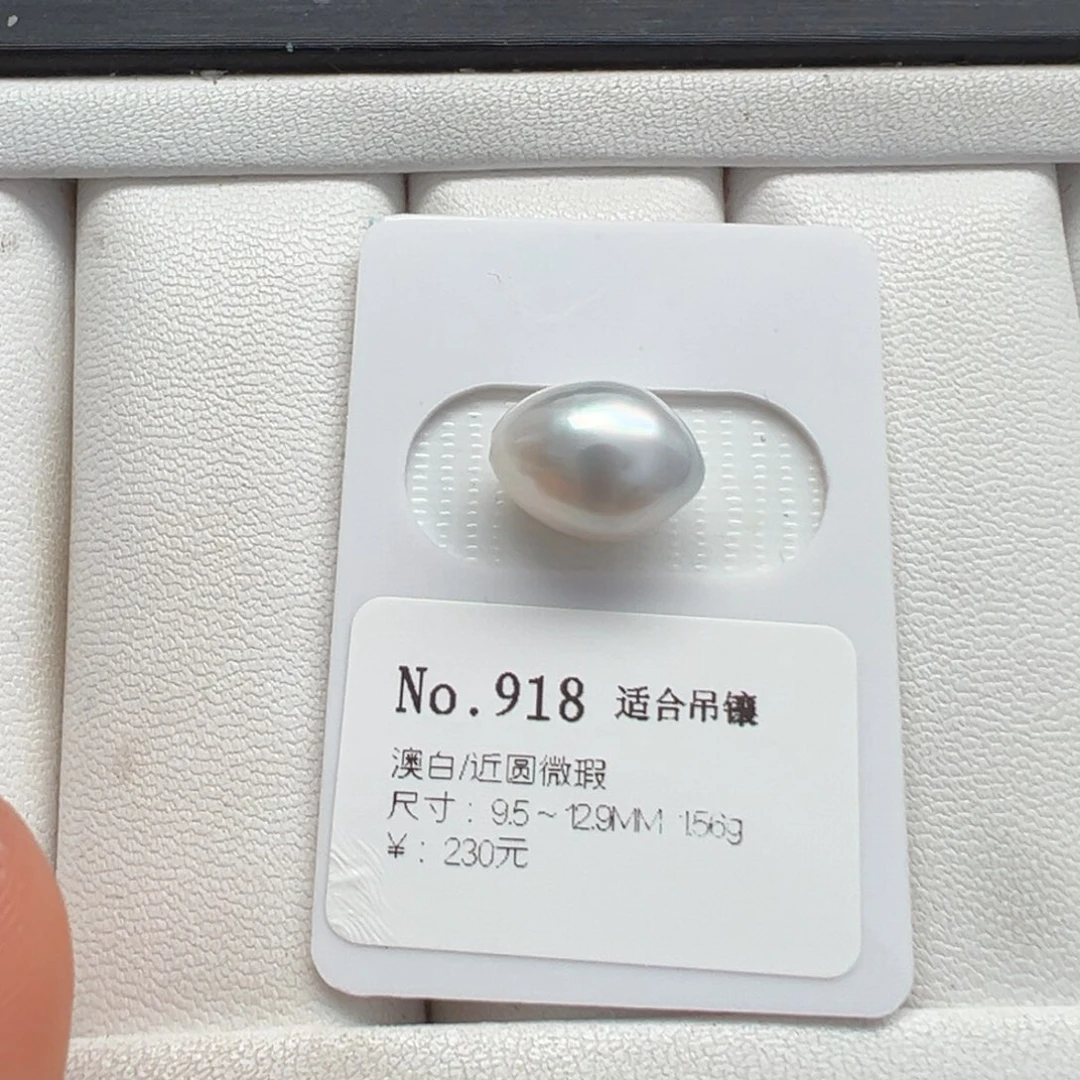 No.918 适合吊镶
澳白/近圆微瑕
尺寸：9.5～12.9MM 1.56g
¥：230元